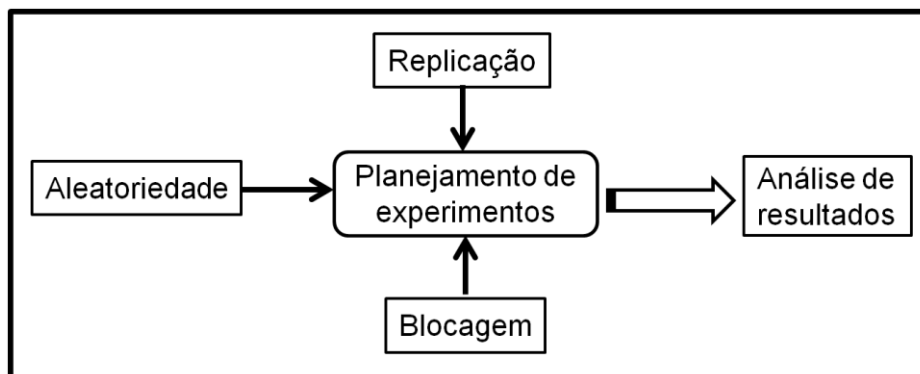 Replicação
Aleatoriedade
Planejamento de
experimentos
Análise de
resultados
Blocagem